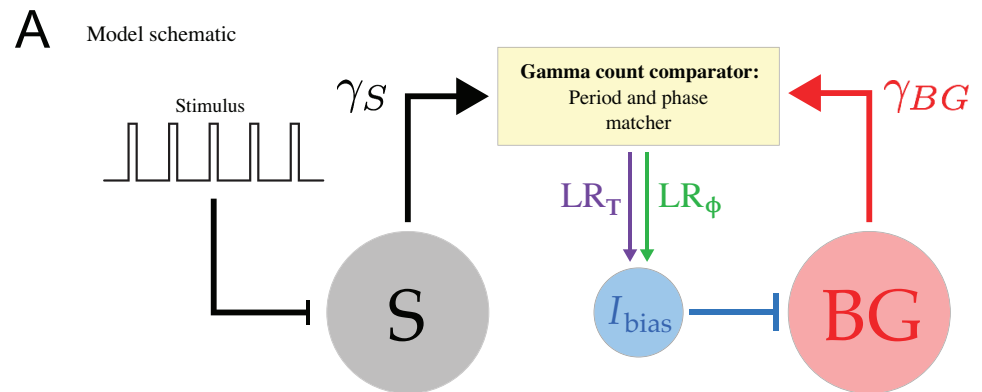 A
Model schematic
Stimulus
γS
Gamma count comparator:
Period and phase
matcher
γBG
LRT
LRϕ
S
Ibias
BG